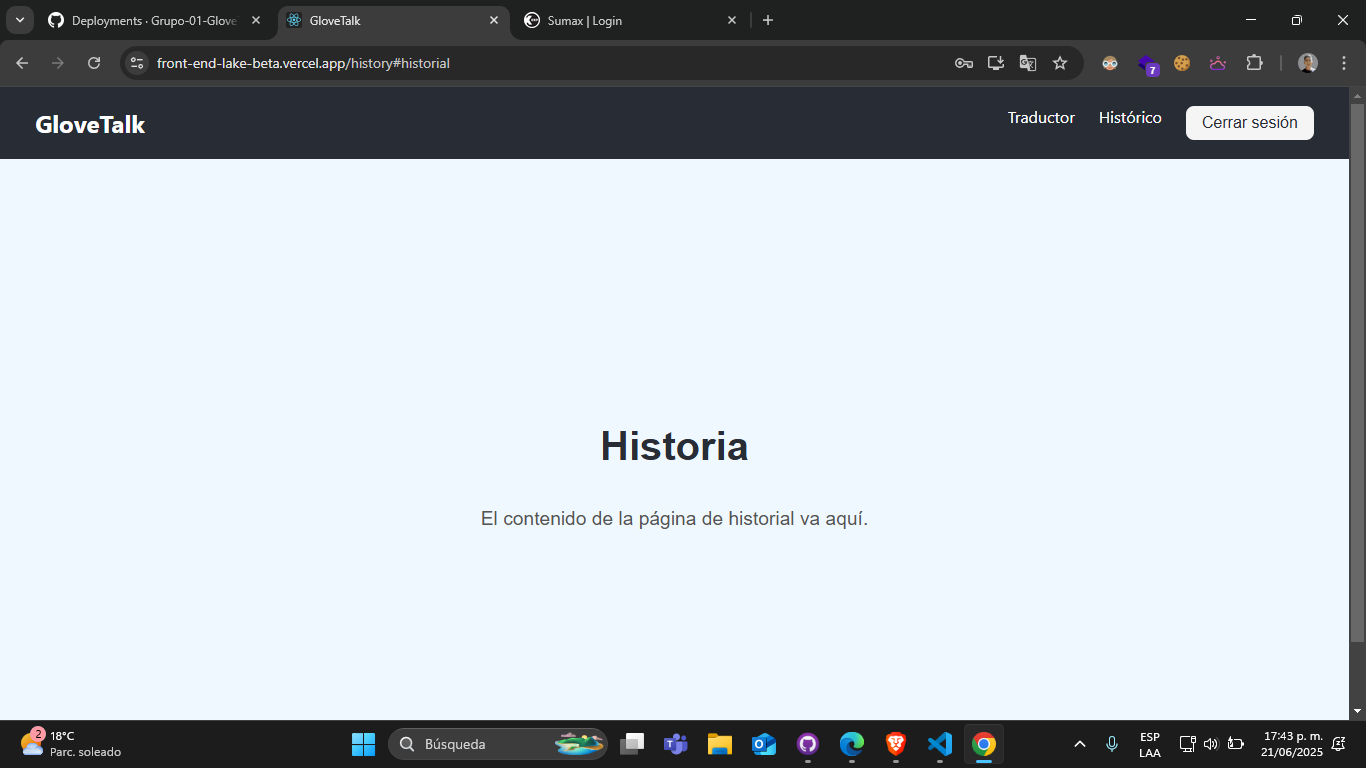 Deployments · Grupo-01-Glove
GloveTalk
Sumax | Login
front-end-lake-beta.vercel.app/history#historial
7
GloveTalk
Traductor
Histórico
Cerrar sesión
Historia
El contenido de la página de historial va aquí.
2
18°C
Parc. soleado
Búsqueda
ESP
LAA
17:43 p. m.
21/06/2025